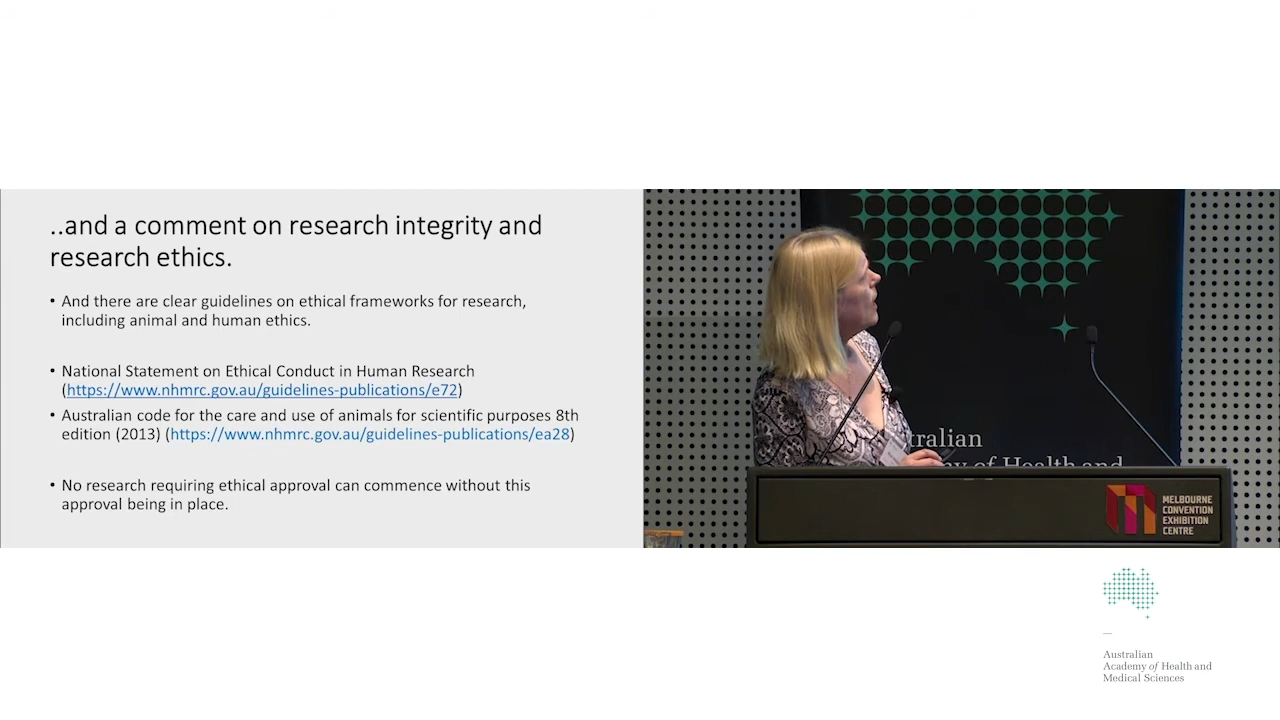 ..and a comment on research integrity and
research ethics.
• And there are clear guidelines on ethical frameworks for research,
including animal and human ethics.
• National Statement on Ethical Conduct in Human Research
(https://www.nhmrc.gov.au/guidelines-publications/e72)
• Australian code for the care and use of animals for scientific purposes 8th
edition (2013) (https://www.nhmrc.gov.au/guidelines-publications/ea28)
• No research requiring ethical approval can commence without this
approval being in place.
tralian
of Health and
MELBOURNE
CONVENTION
EXHIBITION
CENTRE
Australian
Academy of Health and
Medical Sciences